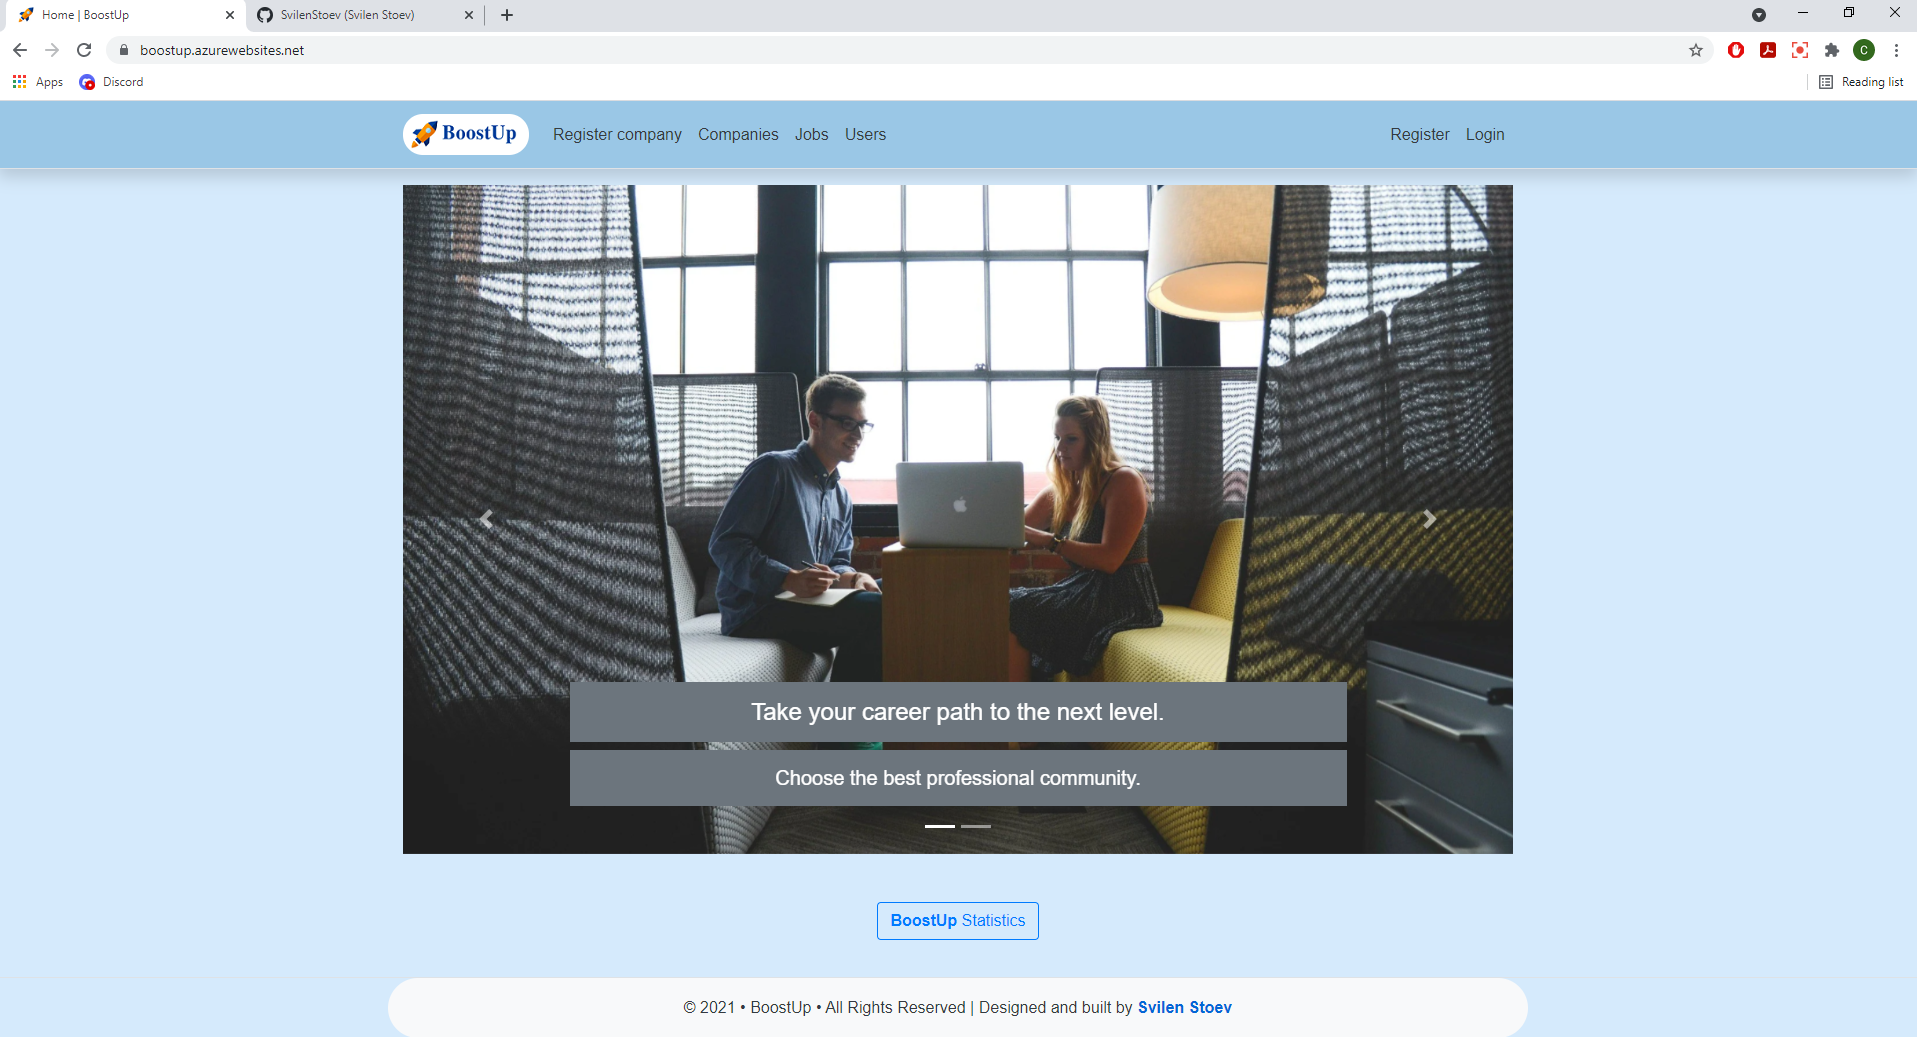 Home | BoostUp
SvilenStoev (Svilen Stoev)
boostup.azurewebsites.net
C
Apps
Discord
Reading list
BoostUp
Register company
Companies
Jobs
Users
Register
Login
Take your career path to the next level.
Choose the best professional community.
BoostUp Statistics
© 2021 • BoostUp • All Rights Reserved | Designed and built by Svilen Stoev